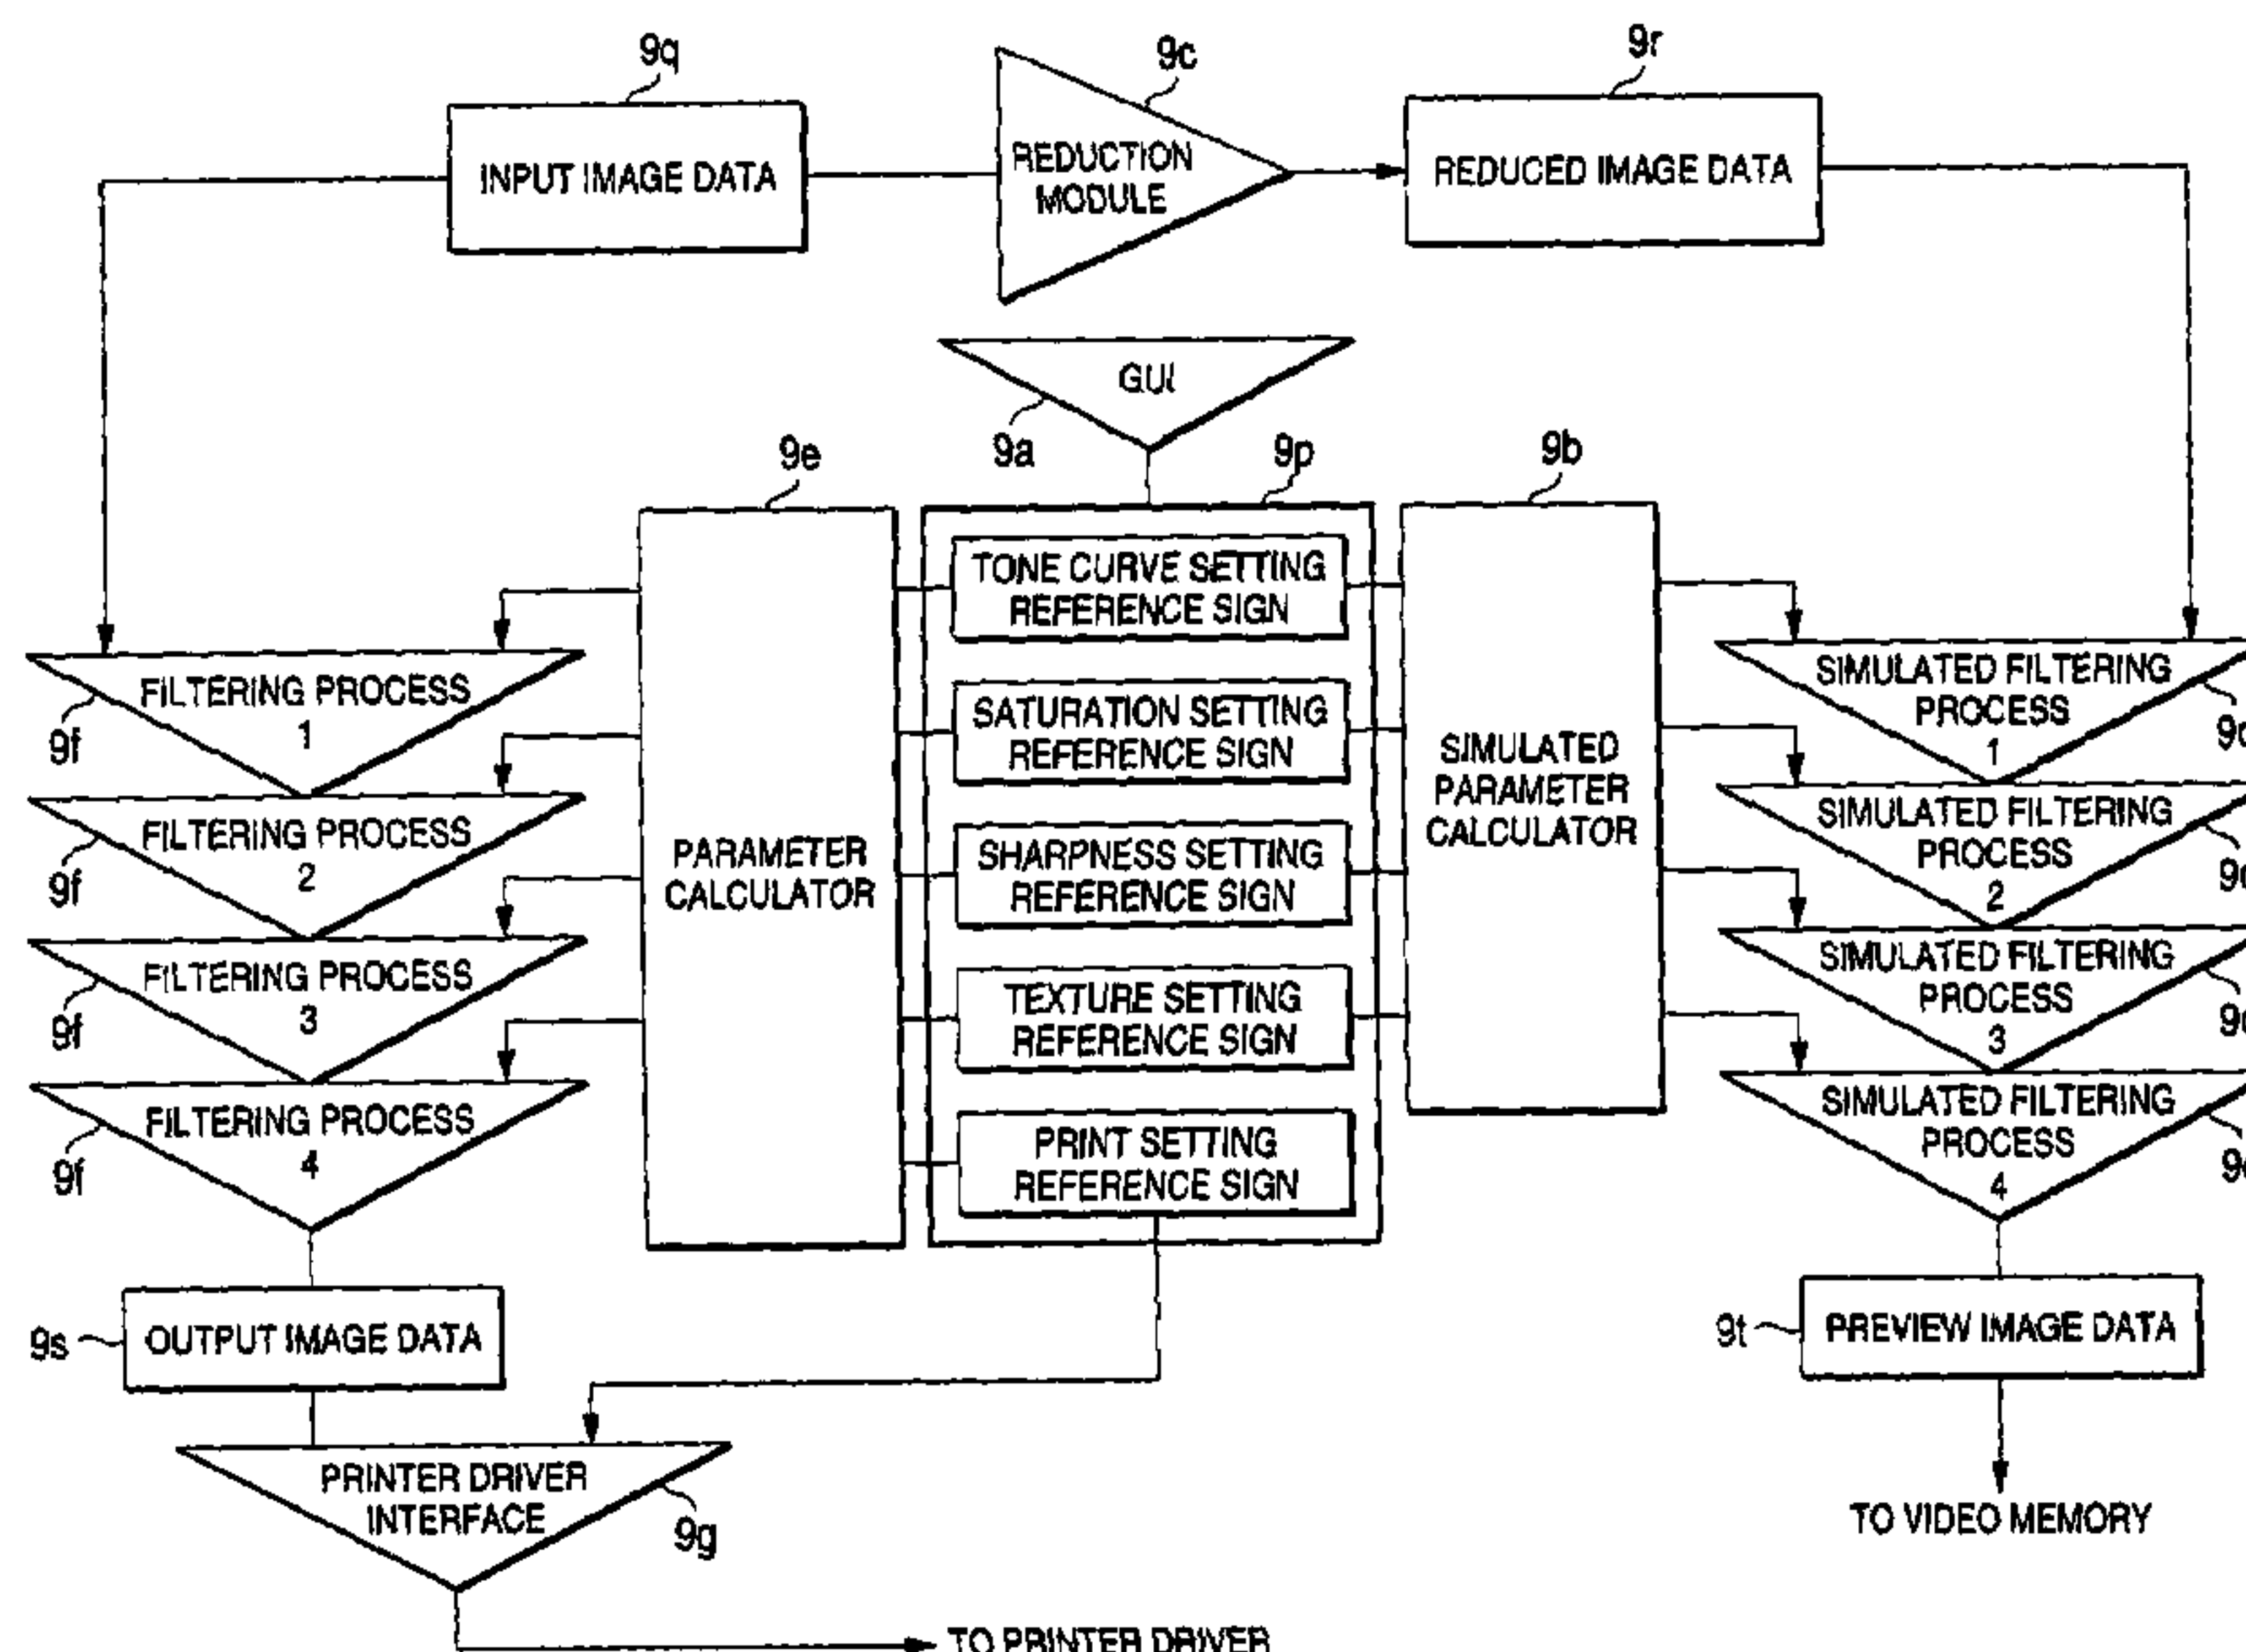 9q
9c
9r
INPUT IMAGE DATA
REDUCTION
MODULE
REDUCED IMAGE DATA
GUI
9a
9e
9p
9b
TONE CURVE SETTING
REFERENCE SIGN
SATURATION SETTING
REFERENCE SIGN
SHARPNESS SETTING
REFERENCE SIGN
TEXTURE SETTING
REFERENCE SIGN
PRINT SETTING
REFERENCE SIGN
PARAMETER
CALCULATOR
SIMULATED
PARAMETER
CALCULATOR
FILTERING PROCESS
1
9f
FILTERING PROCESS
2
9f
FILTERING PROCESS
3
9f
FILTERING PROCESS
4
9f
SIMULATED FILTERING
PROCESS
1
SIMULATED FILTERING
PROCESS
2
SIMULATED FILTERING
PROCESS
3
SIMULATED FILTERING
PROCESS
4
9s
OUTPUT IMAGE DATA
9t
PREVIEW IMAGE DATA
PRINTER DRIVER
INTERFACE
9g
TO VIDEO MEMORY
TO PRINTER DRIVER